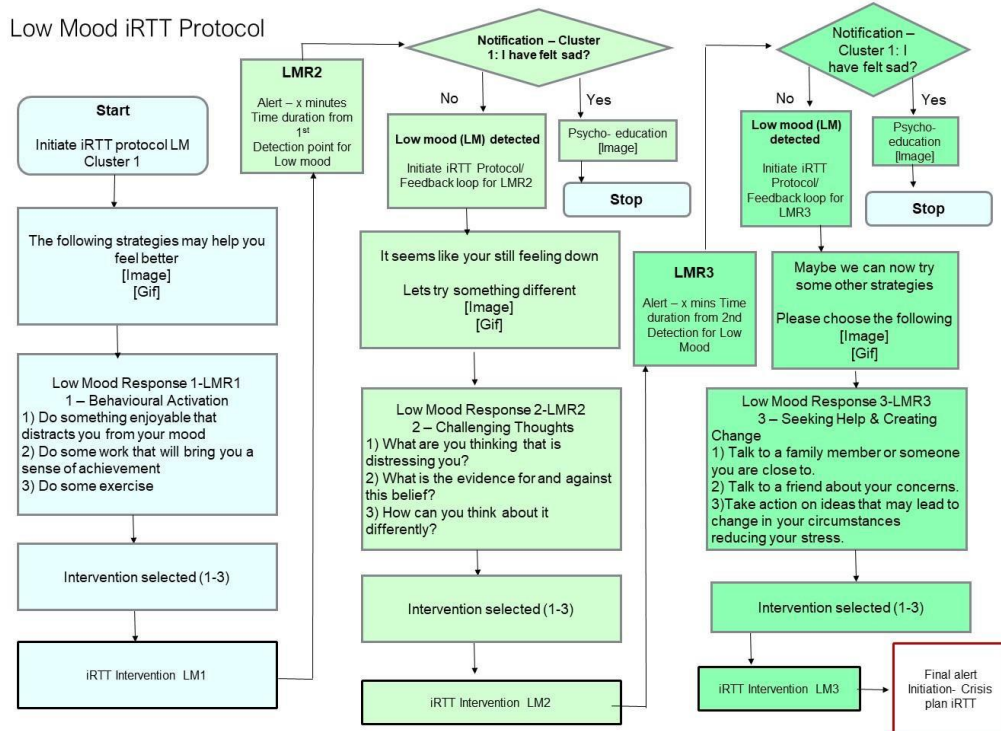 Low Mood iRTT Protocol
Start
Initiate iRTT protocol LM
Cluster 1
The following strategies may help you
feel better
[Image]
[Gif]
Low Mood Response 1-LMR1
1 – Behavioural Activation
1) Do something enjoyable that
distracts you from your mood
2) Do some work that will bring you a
sense of achievement
3) Do some exercise
Intervention selected (1-3)
iRTT Intervention LM1
LMR2
Alert – x minutes
Time duration from
1st
Detection point for
Low mood
Notification – Cluster
1: I have felt sad?
No
Yes
Low mood (LM) detected
Initiate iRTT Protocol/
Feedback loop for LMR2
Psycho- education
[Image]
Stop
It seems like your still feeling down
Lets try something different
[Image]
[Gif]
Low Mood Response 2-LMR2
2 – Challenging Thoughts
1) What are you thinking that is
distressing you?
2) What is the evidence for and against
this belief?
3) How can you think about it
differently?
Intervention selected (1-3)
iRTT Intervention LM2
LMR3
Alert – x mins Time
duration from 2nd
Detection for Low
Mood
Notification –
Cluster 1: I
have felt sad?
No
Yes
Low mood (LM)
detected
Initiate iRTT
Protocol/
Feedback loop for
LMR3
Psycho-
education
[Image]
Stop
Maybe we can now try
some other strategies
Please choose the following
[Image]
[Gif]
Low Mood Response 3-LMR3
3 – Seeking Help & Creating
Change
1) Talk to a family member or someone
you are close to.
2) Talk to a friend about your concerns.
3)Take action on ideas that may lead to
change in your circumstances
reducing your stress.
Intervention selected (1-3)
iRTT Intervention LM3
Final alert
Initiation- Crisis
plan iRTT